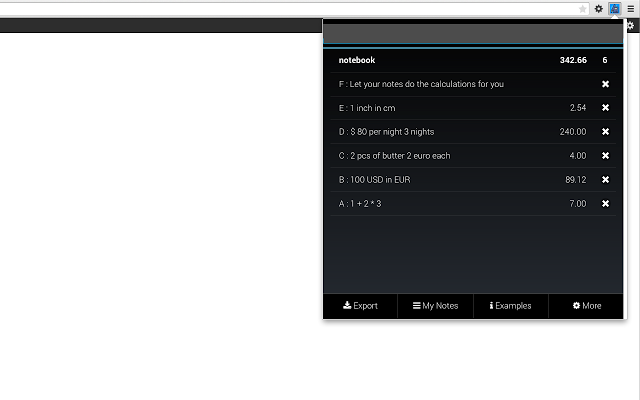 notebook 342.66 6
F : Let your notes do the calculations for you
E : 1 inch in cm 2.54
D : $ 80 per night 3 nights 240.00
C : 2 pcs of butter 2 euro each 4.00
B : 100 USD in EUR 89.12
A : 1 + 2 * 3 7.00
Export My Notes Examples More